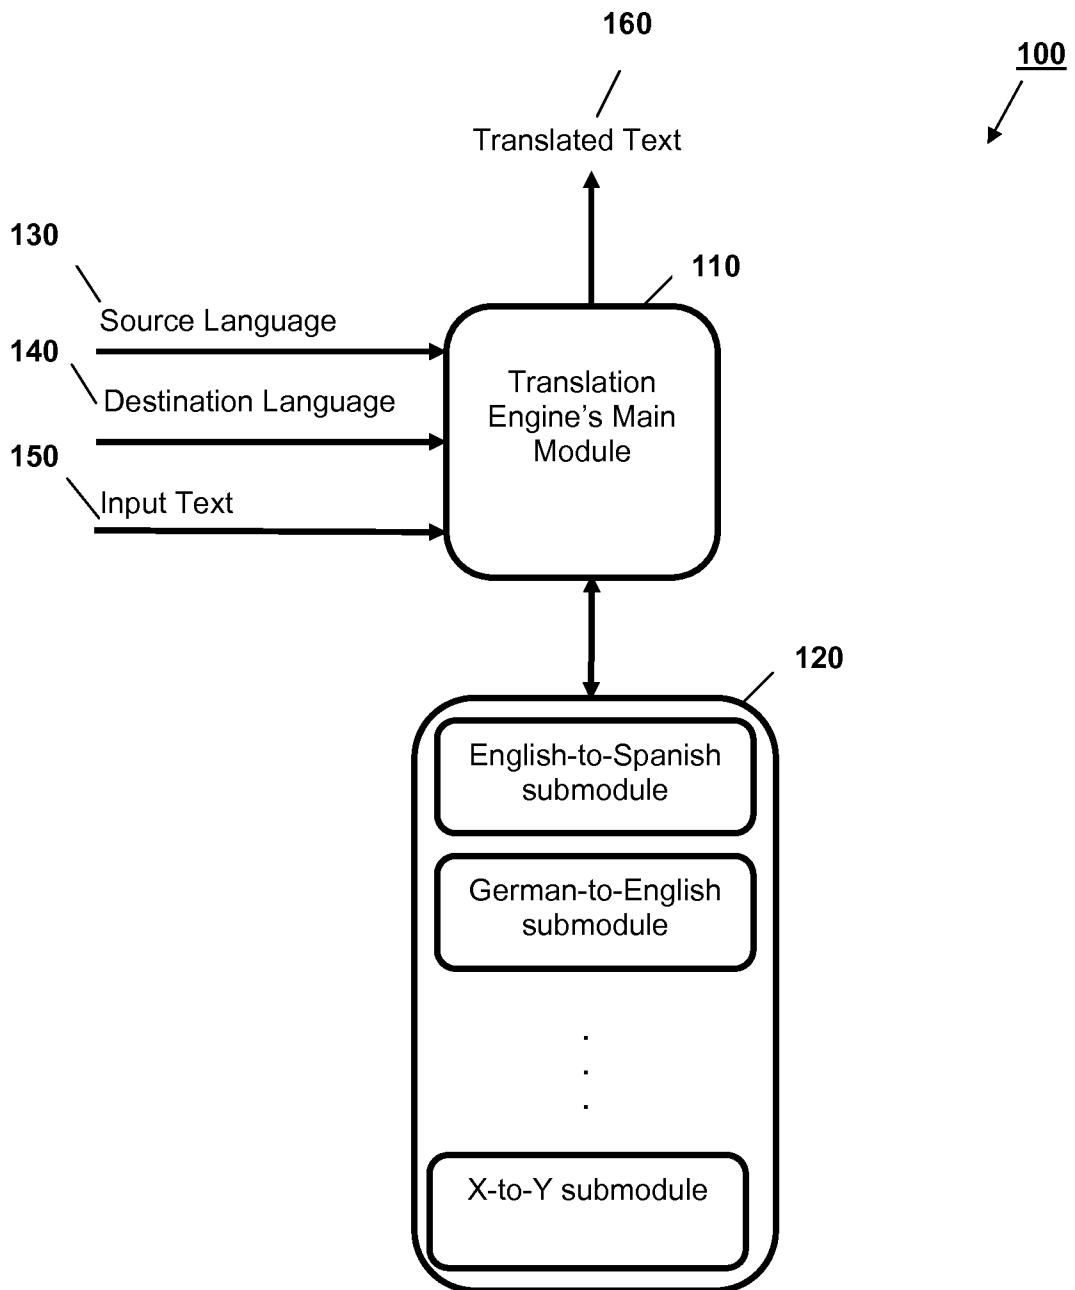 160
100
Translated Text
130
110
Source Language
140
Translation
Engine’s Main
Module
Destination Language
150
Input Text
120
English-to-Spanish
submodule
German-to-English
submodule
.
.
.
X-to-Y submodule